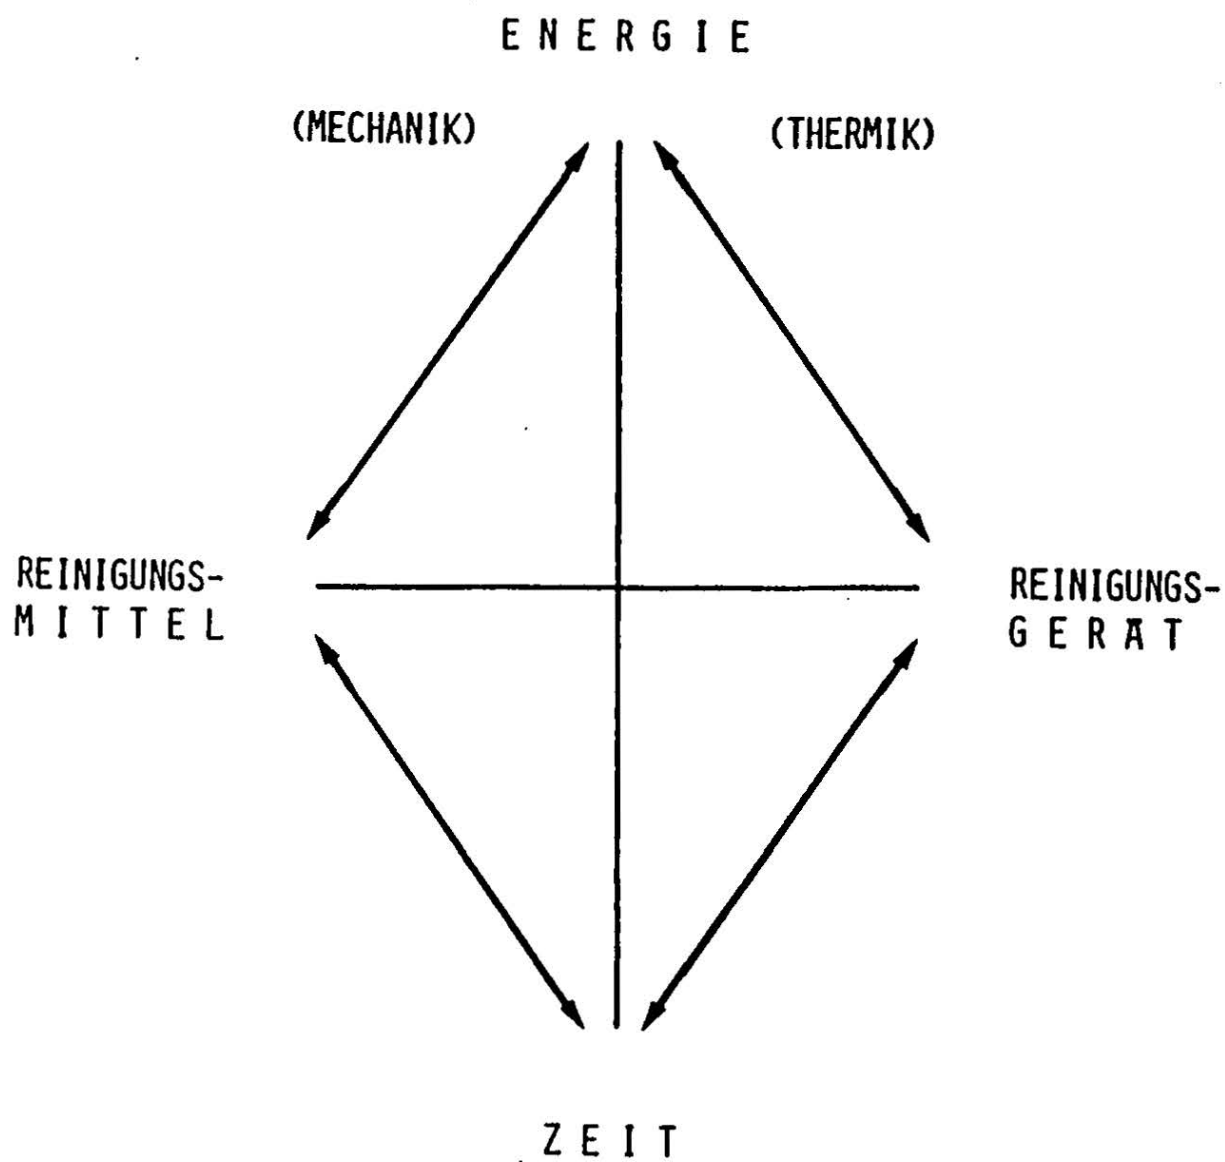 ENERGIE
(MECHANIK)
(THERMIK)
REINIGUNGS-
MITTEL
REINIGUNGS-
GERÄT
ZEIT